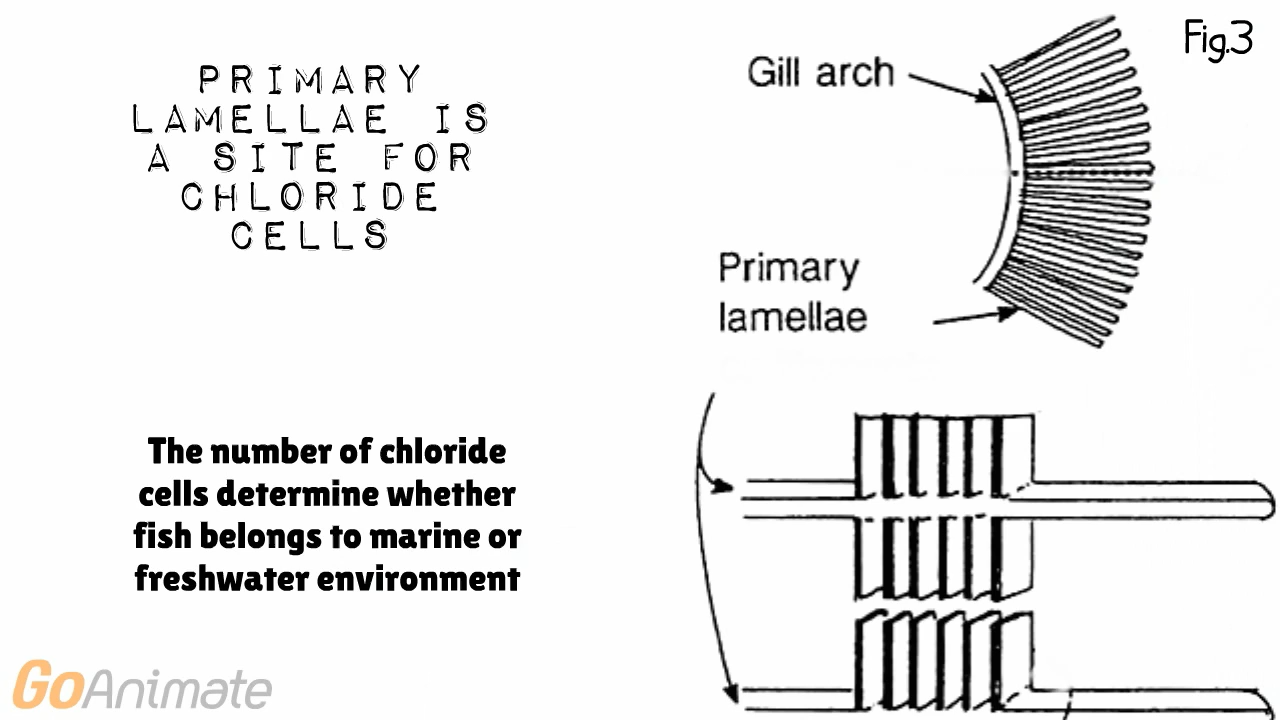 PRIMARY
LAMELLAE IS
A SITE FOR
CHLORIDE
CELLS
The number of chloride
cells determine whether
fish belongs to marine or
freshwater environment
Fig.3
Gill arch
Primary
lamellae
GoAnimate